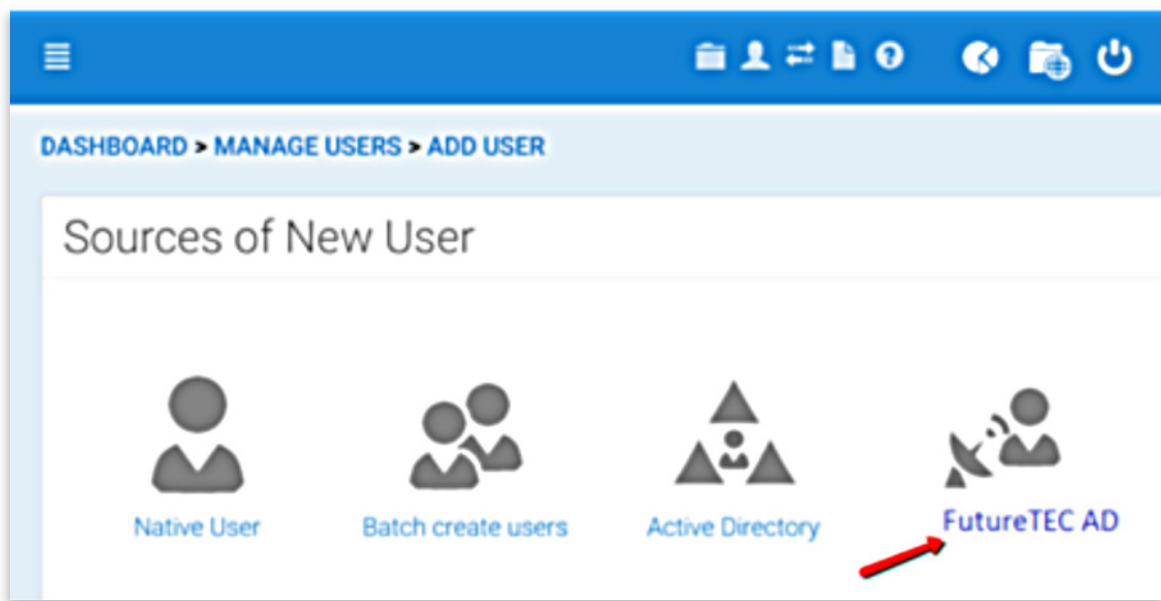 DASHBOARD > MANAGE USERS > ADD USER
Sources of New User
Native User
Batch create users
Active Directory
FutureTEC AD